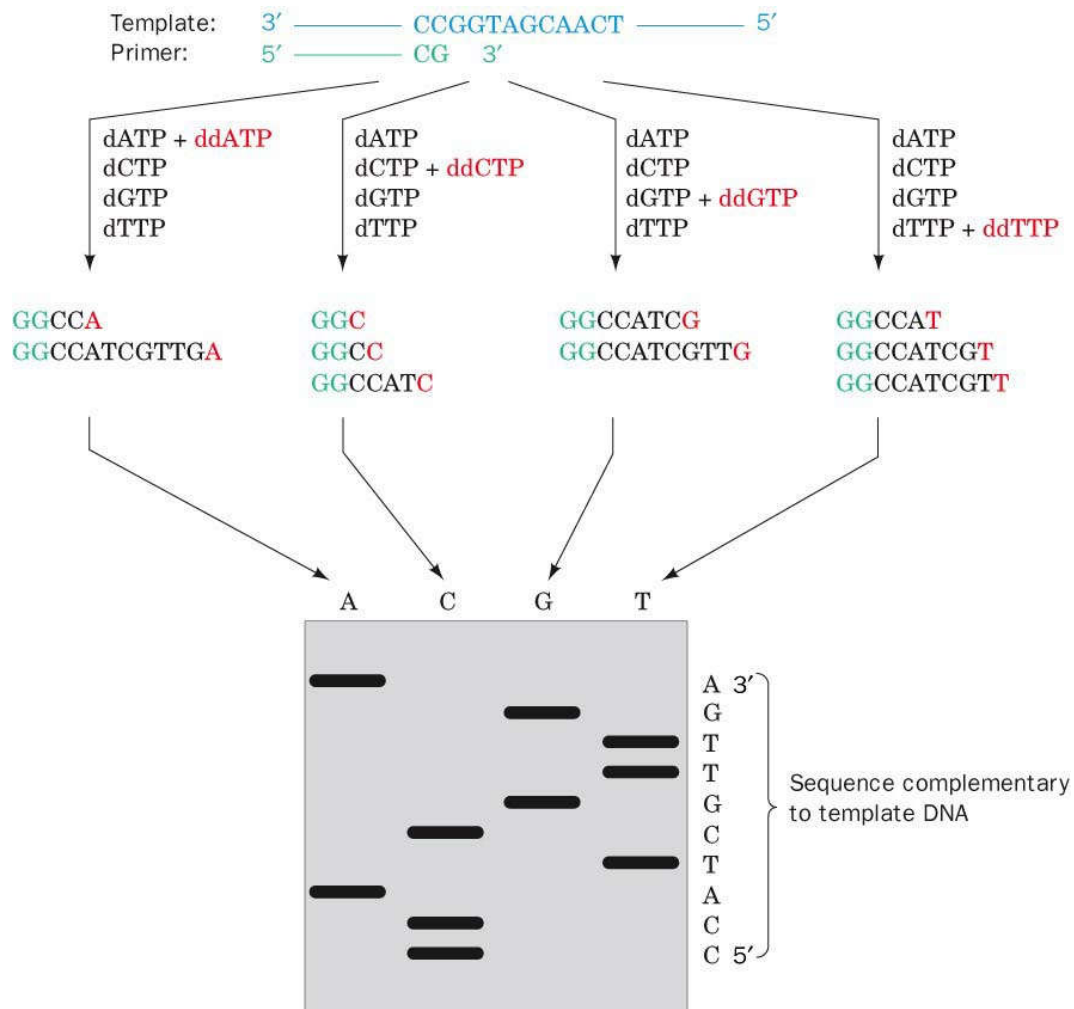 Template: 3′ CCGGTAGCAACT 5′
Primer: 5′ CG 3′
dATP + ddATP
dCTP
dGTP
dTTP
dATP
dCTP + ddCTP
dGTP
dTTP
dATP
dCTP
dGTP + ddGTP
dTTP
dATP
dCTP
dGTP
dTTP + ddTTP
GGCCA
GGCCATCGTTGA
GGC
GGCC
GGCCATC
GGCCATCG
GGCCATCGTTG
GGCCAT
GGCCATCGT
GGCCATCGTT
A C G T
A 3′
G
T
T
G
C
T
A
C
C 5′
Sequence complementary
to template DNA